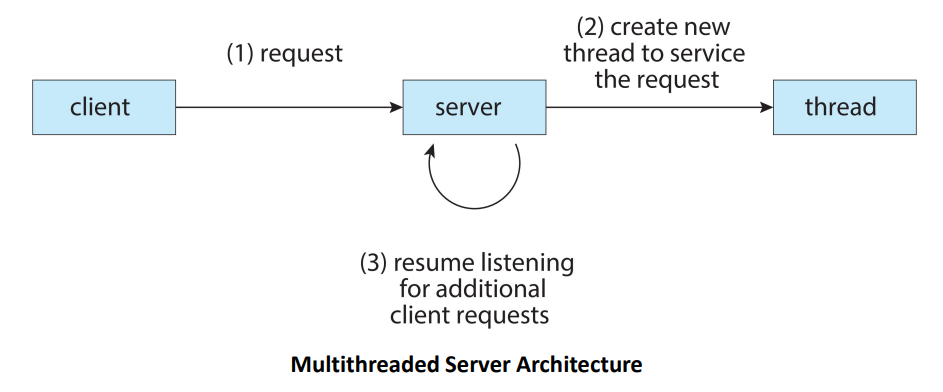 (1) request
(2) create new
thread to service
the request
client
server
thread
(3) resume listening
for additional
client requests
Multithreaded Server Architecture